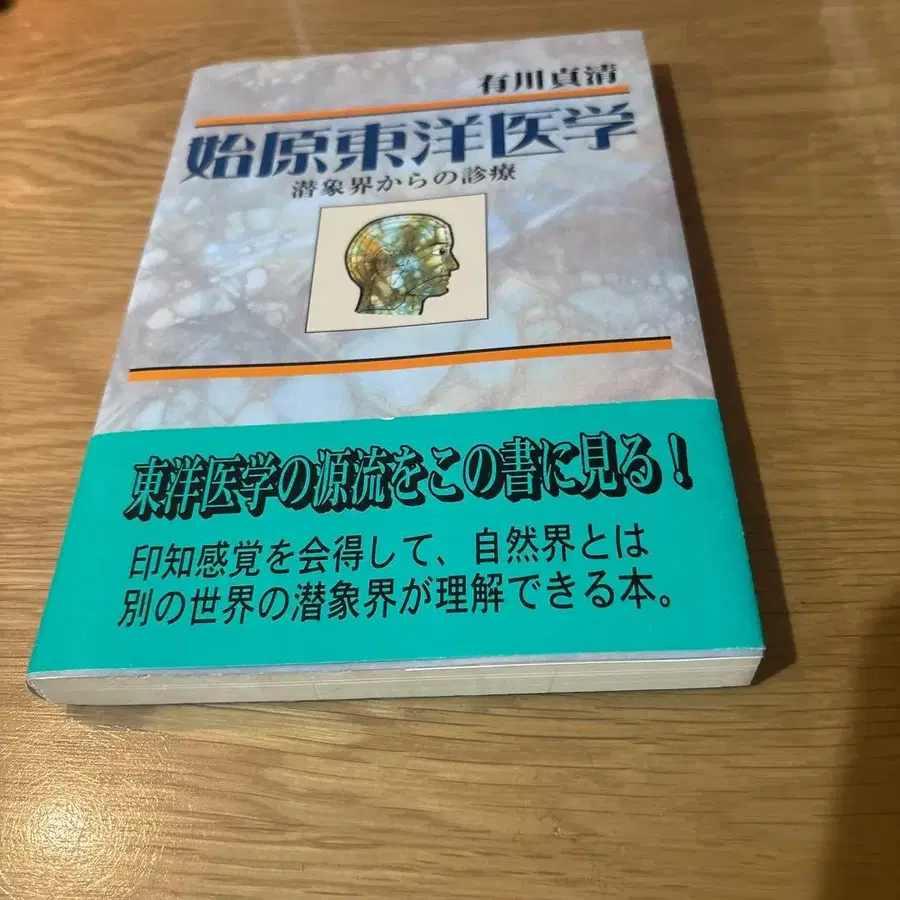 有川貞清
始原東洋医学
潜象界からの診療
東洋医学の源流をこの書に見る！
印知感覚を会得して、自然界とは
別の世界の潜象界が理解できる本。